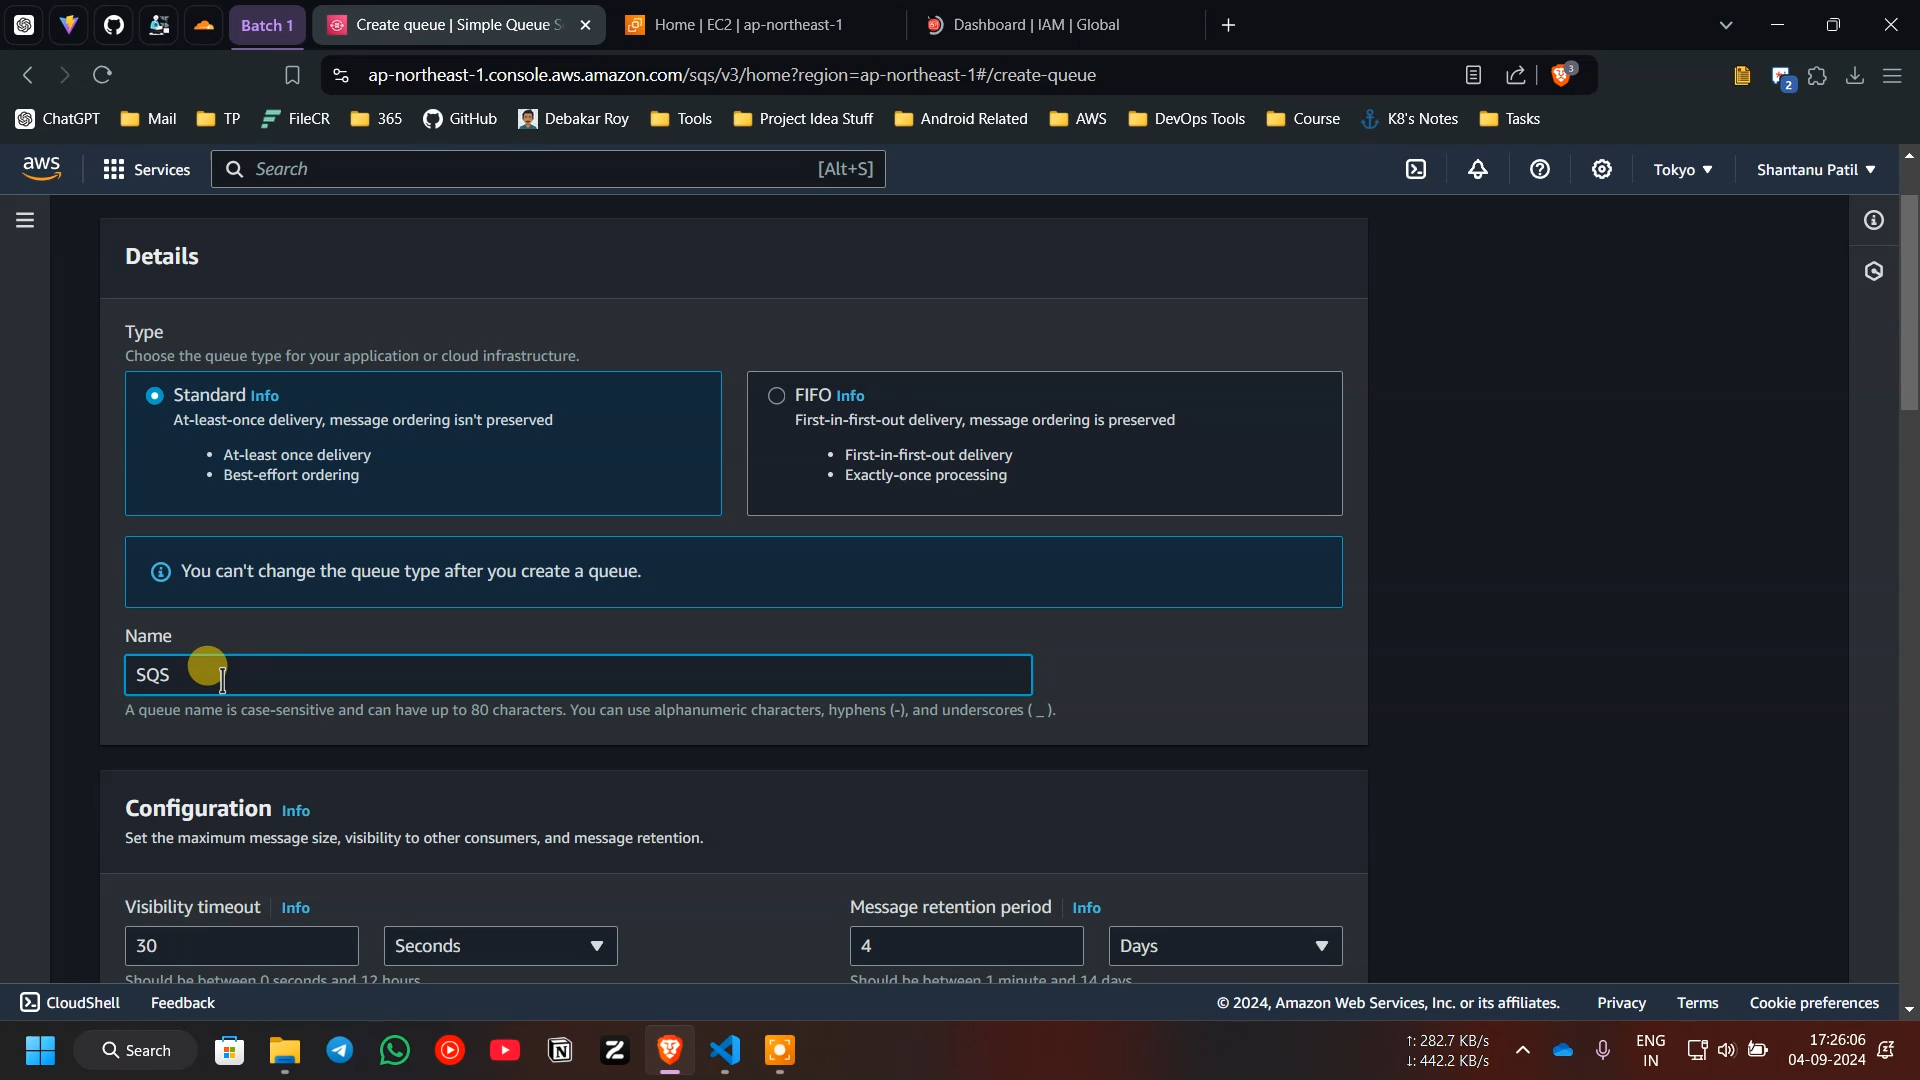 Batch 1
Create queue | Simple Queue S
Home | EC2 | ap-northeast-1
Dashboard | IAM | Global
ap-northeast-1.console.aws.amazon.com/sqs/v3/home?region=ap-northeast-1#/create-queue
3
2
ChatGPT
Mail
TP
FileCR
365
GitHub
Debakar Roy
Tools
Project Idea Stuff
Android Related
AWS
DevOps Tools
Course
K8's Notes
Tasks
aws
Services
Search
[Alt+S]
Tokyo
Shantanu Patil
Details
Type
Choose the queue type for your application or cloud infrastructure.
Standard Info
At-least-once delivery, message ordering isn't preserved
• At-least once delivery
• Best-effort ordering
FIFO Info
First-in-first-out delivery, message ordering is preserved
• First-in-first-out delivery
• Exactly-once processing
You can't change the queue type after you create a queue.
Name
SQS
A queue name is case-sensitive and can have up to 80 characters. You can use alphanumeric characters, hyphens (-), and underscores ( _ ).
Configuration Info
Set the maximum message size, visibility to other consumers, and message retention.
Visibility timeout Info
30
Seconds
Should be between 0 seconds and 12 hours.
Message retention period Info
4
Days
Should be between 1 minute and 14 days.
CloudShell
Feedback
© 2024, Amazon Web Services, Inc. or its affiliates.
Privacy
Terms
Cookie preferences
Search
↑: 282.7 KB/s
↓: 442.2 KB/s
ENG
IN
17:26:06
04-09-2024